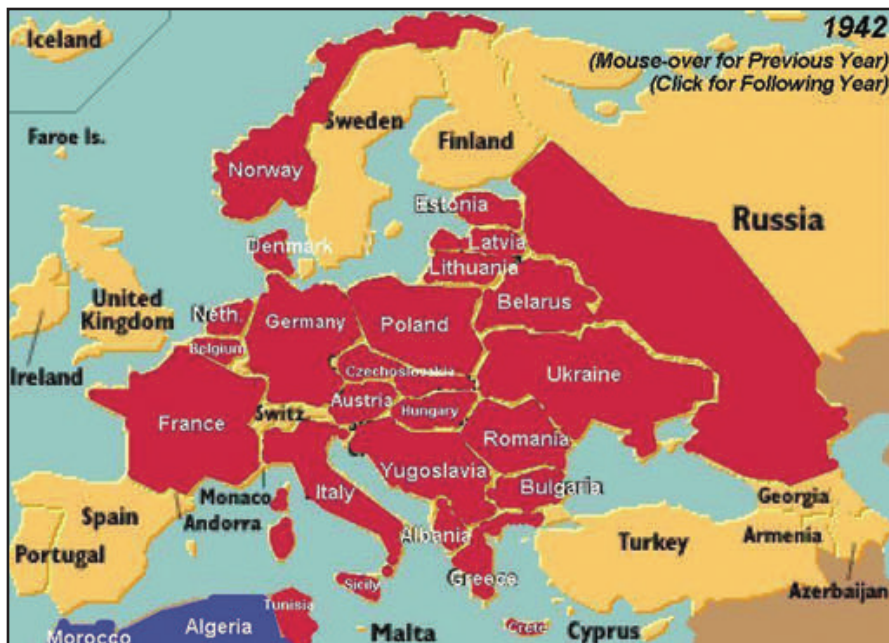 1942
(Mouse-over for Previous Year)
(Click for Following Year)
Iceland
Faroe Is.
Sweden
Finland
Norway
Russia
Estonia
Denmark
Latvia
Lithuania
United
Kingdom
Neth.
Germany
Poland
Belarus
Belgium
Ireland
Czechoslovakia
Ukraine
Austria
France
Switz.
Hungary
Romania
Yugoslavia
Monaco
Italy
Bulgaria
Georgia
Spain
Andorra
Portugal
Albania
Turkey
Armenia
Sicily
Greece
Azerbaijan
Tunisia
Morocco
Algeria
Malta
Crete
Cyprus